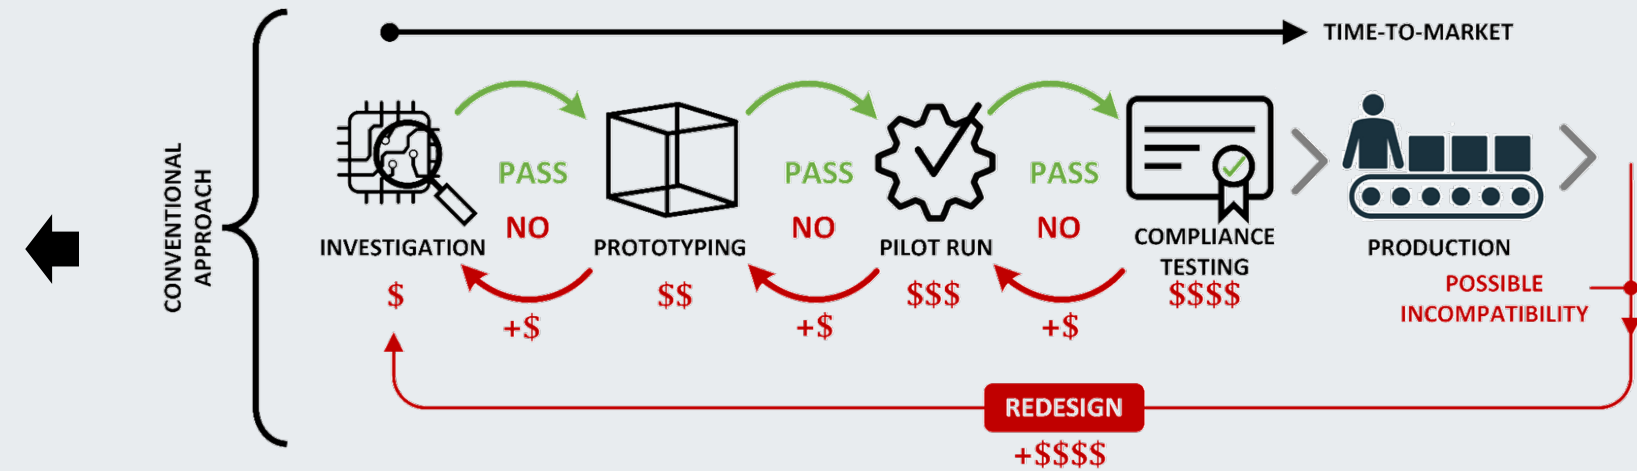 TIME-TO-MARKET
CONVENTIONAL
APPROACH
PASS
PASS
PASS
NO
NO
NO
INVESTIGATION
PROTOTYPING
PILOT RUN
COMPLIANCE
TESTING
PRODUCTION
$
$$
$$$
$$$$
+$
+$
+$
POSSIBLE
INCOMPATIBILITY
REDESIGN
+$$$$